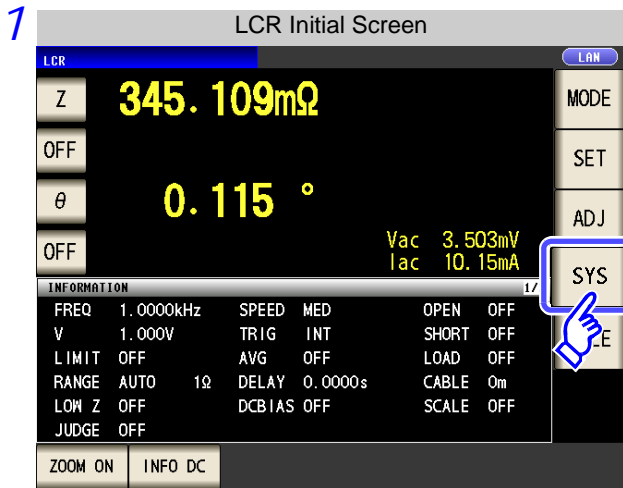 1
LCR Initial Screen
LCR
LAN
Z 345.109mΩ
MODE
OFF
SET
θ 0.115 °
ADJ
OFF
Vac 3.503mV
Iac 10.15mA
SYS
INFORMATION 1/
FREQ 1.0000kHz SPEED MED OPEN OFF
V 1.000V TRIG INT SHORT OFF
LIMIT OFF AVG OFF LOAD OFF
RANGE AUTO 1Ω DELAY 0.0000s CABLE 0m
LOW Z OFF DCBIAS OFF SCALE OFF
JUDGE OFF
ZOOM ON INFO DC